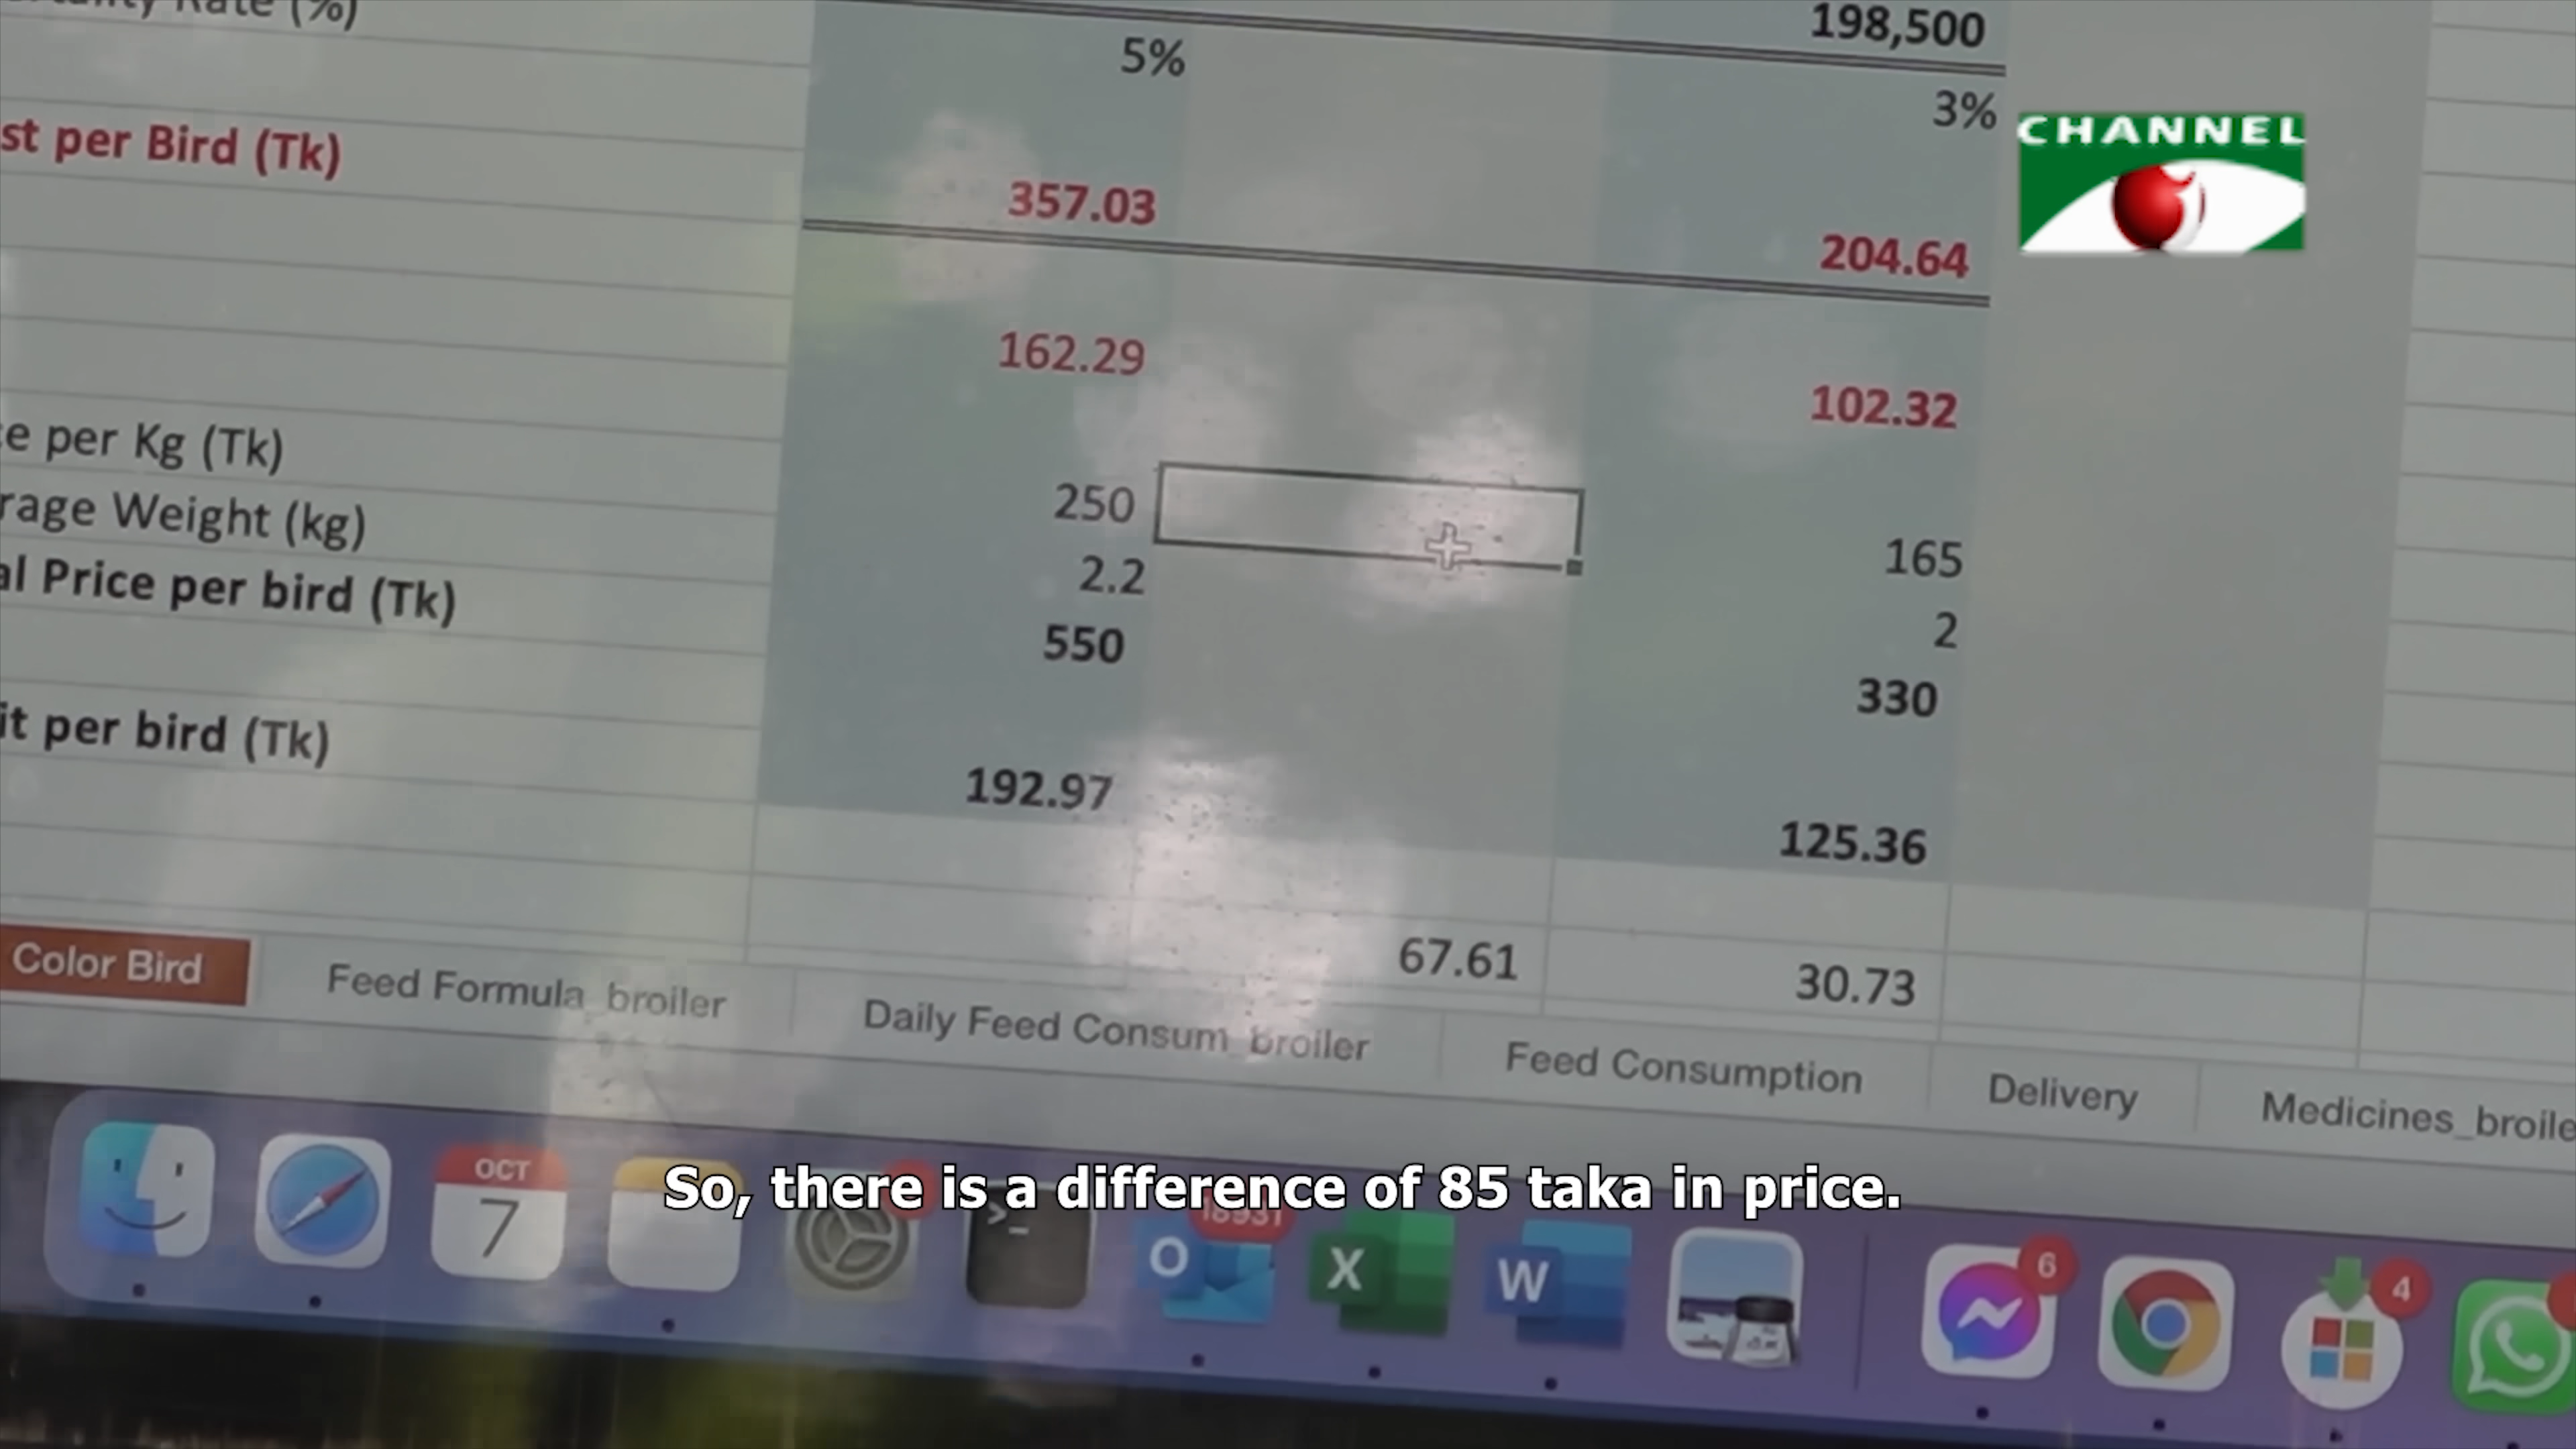 Rate (%)
198,500
5%
3%
CHANNEL
st per Bird (Tk)
357.03
204.64
162.29
102.32
e per Kg (Tk)
250
165
rage Weight (kg)
2.2
2
al Price per bird (Tk)
550
330
it per bird (Tk)
192.97
125.36
67.61
30.73
Color Bird
Feed Formula_broiler
Daily Feed Consum_broiler
Feed Consumption
Delivery
Medicines_broile
So, there is a difference of 85 taka in price.
OCT
7
>_
18931
O
X
W
6
4